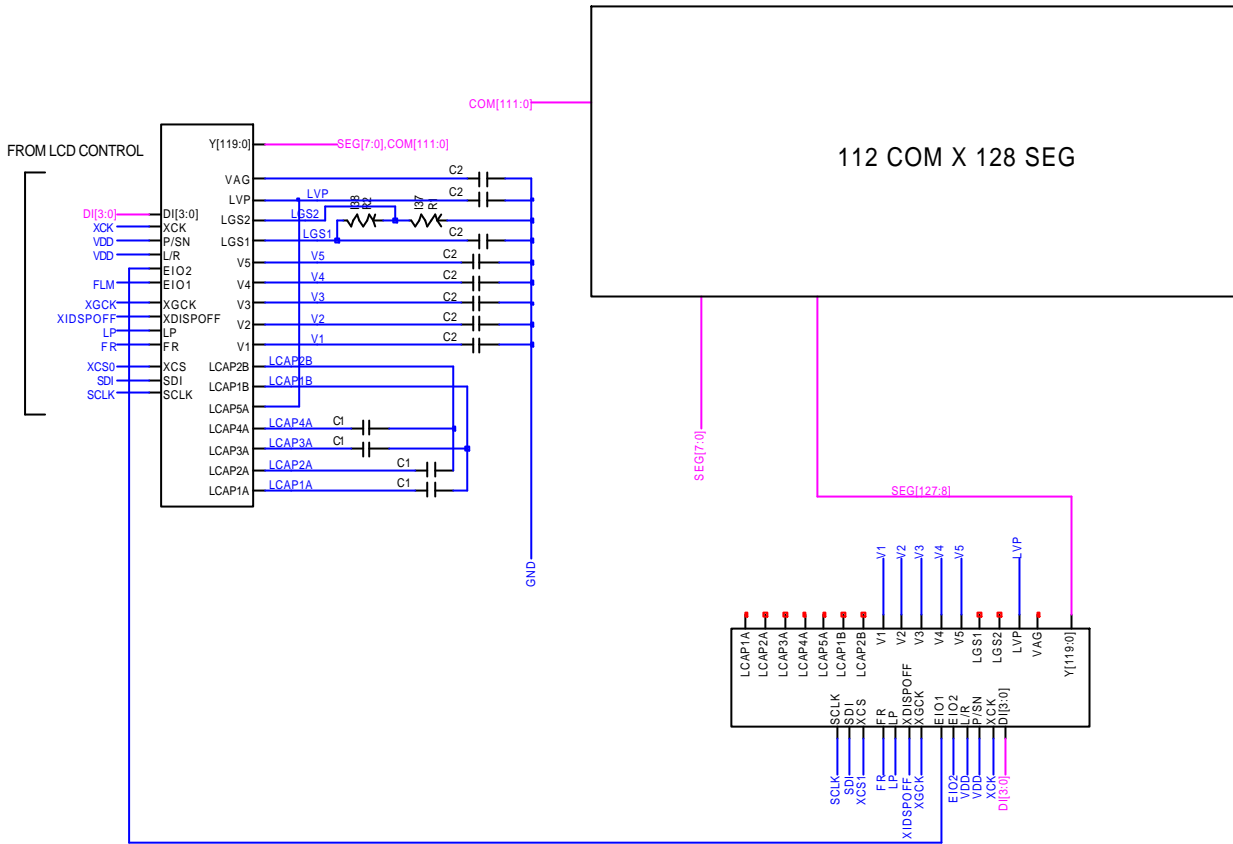 COM[111:0]
112 COM X 128 SEG
FROM LCD CONTROL
Y[119:0]
SEG[7:0],COM[111:0]
VAG
C2
LVP
LVP
C2
LGS2
LGS2
I38
R2
I37
R1
LGS1
LGS1
C2
V5
V5
C2
V4
V4
C2
V3
V3
C2
V2
V2
C2
V1
V1
C2
LCAP2B
LCAP2B
LCAP1B
LCAP1B
LCAP5A
LCAP4A
LCAP4A
C1
LCAP3A
LCAP3A
C1
LCAP2A
LCAP2A
C1
LCAP1A
LCAP1A
C1
DI[3:0]
DI[3:0]
XCK
XCK
VDD
P/SN
VDD
L/R
EIO2
FLM
EIO1
XGCK
XGCK
XIDSPOFF
XDISPOFF
LP
LP
FR
FR
XCS0
XCS
SDI
SDI
SCLK
SCLK
GND
SEG[7:0]
SEG[127:8]
V1
V2
V3
V4
V5
LVP
LCAP1A
LCAP2A
LCAP3A
LCAP4A
LCAP5A
LCAP1B
LCAP2B
V1
V2
V3
V4
V5
LGS1
LGS2
LVP
VAG
Y[119:0]
SCLK
SDI
XCS
FR
LP
XDISPOFF
XGCK
EIO1
EIO2
L/R
P/SN
XCK
DI[3:0]
SCLK
SDI
XCS1
FR
LP
XIDSPOFF
XGCK
EIO2
VDD
VDD
XCK
DI[3:0]